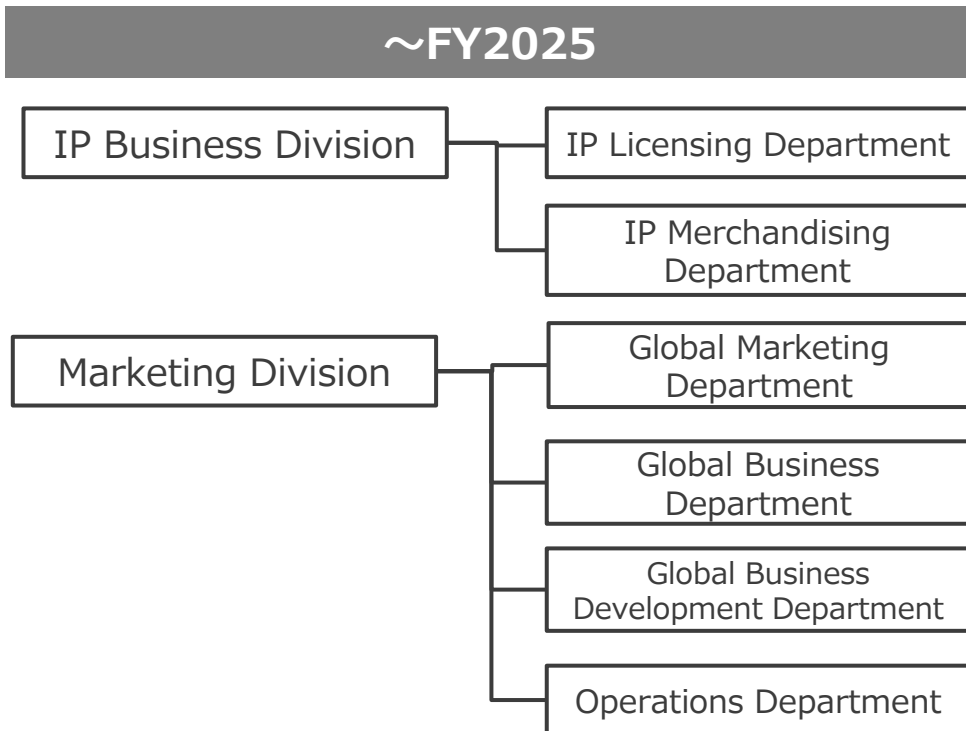 ～FY2025
IP Business Division
IP Licensing Department
IP Merchandising
Department
Marketing Division
Global Marketing
Department
Global Business
Department
Global Business
Development Department
Operations Department